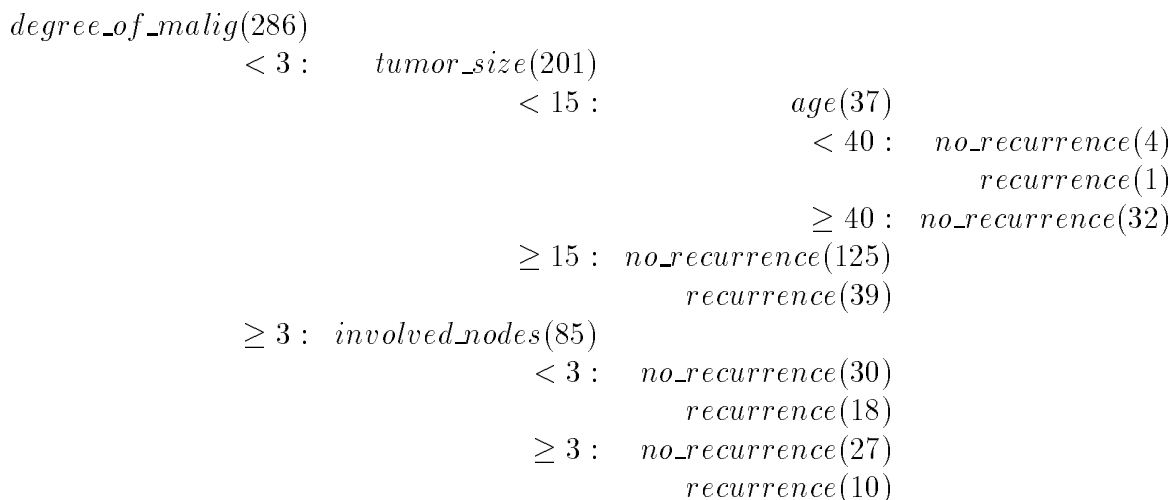 degree_of_malig(286)
< 3 : tumor_size(201)
< 15 : age(37)
< 40 : no_recurrence(4)
recurrence(1)
≥ 40 : no_recurrence(32)
≥ 15 : no_recurrence(125)
recurrence(39)
≥ 3 : involved_nodes(85)
< 3 : no_recurrence(30)
recurrence(18)
≥ 3 : no_recurrence(27)
recurrence(10)